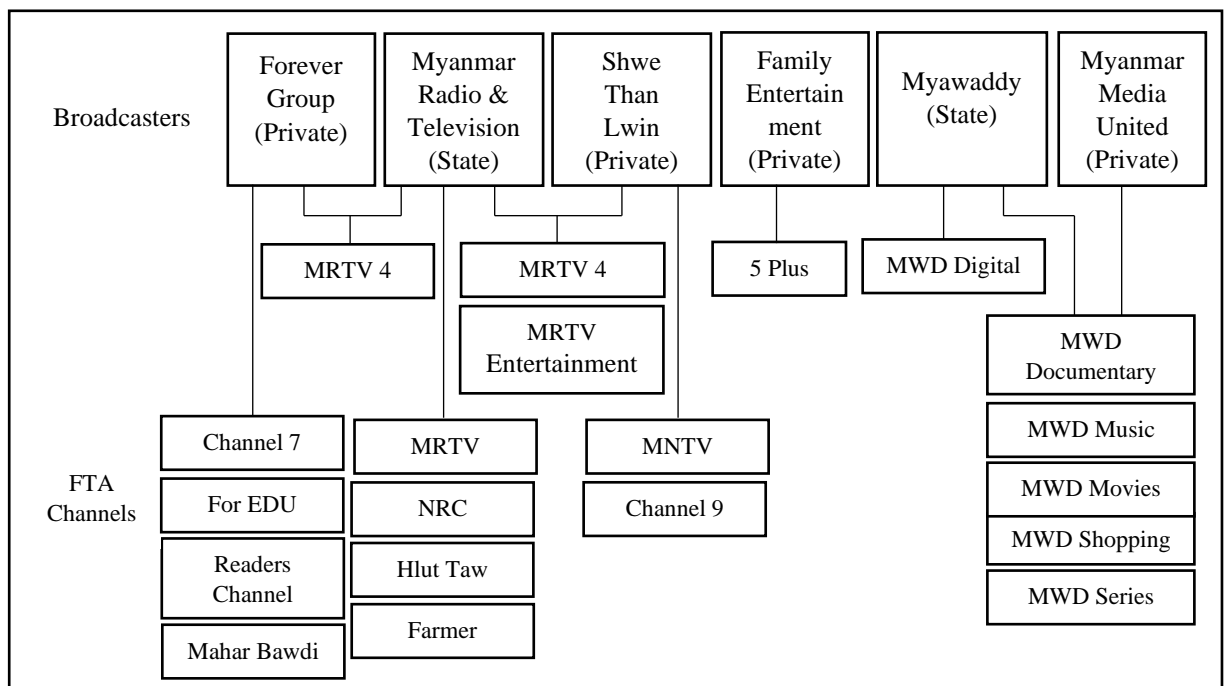 Broadcasters
Forever
Group
(Private)
Myanmar
Radio &
Television
(State)
Shwe
Than
Lwin
(Private)
Family
Entertain
ment
(Private)
Myawaddy
(State)
Myanmar
Media
United
(Private)
MRTV 4
MRTV 4
5 Plus
MWD Digital
MRTV
Entertainment
MWD
Documentary
FTA
Channels
Channel 7
For EDU
Readers
Channel
Mahar Bawdi
MRTV
NRC
Hlut Taw
Farmer
MNTV
Channel 9
MWD Music
MWD Movies
MWD Shopping
MWD Series